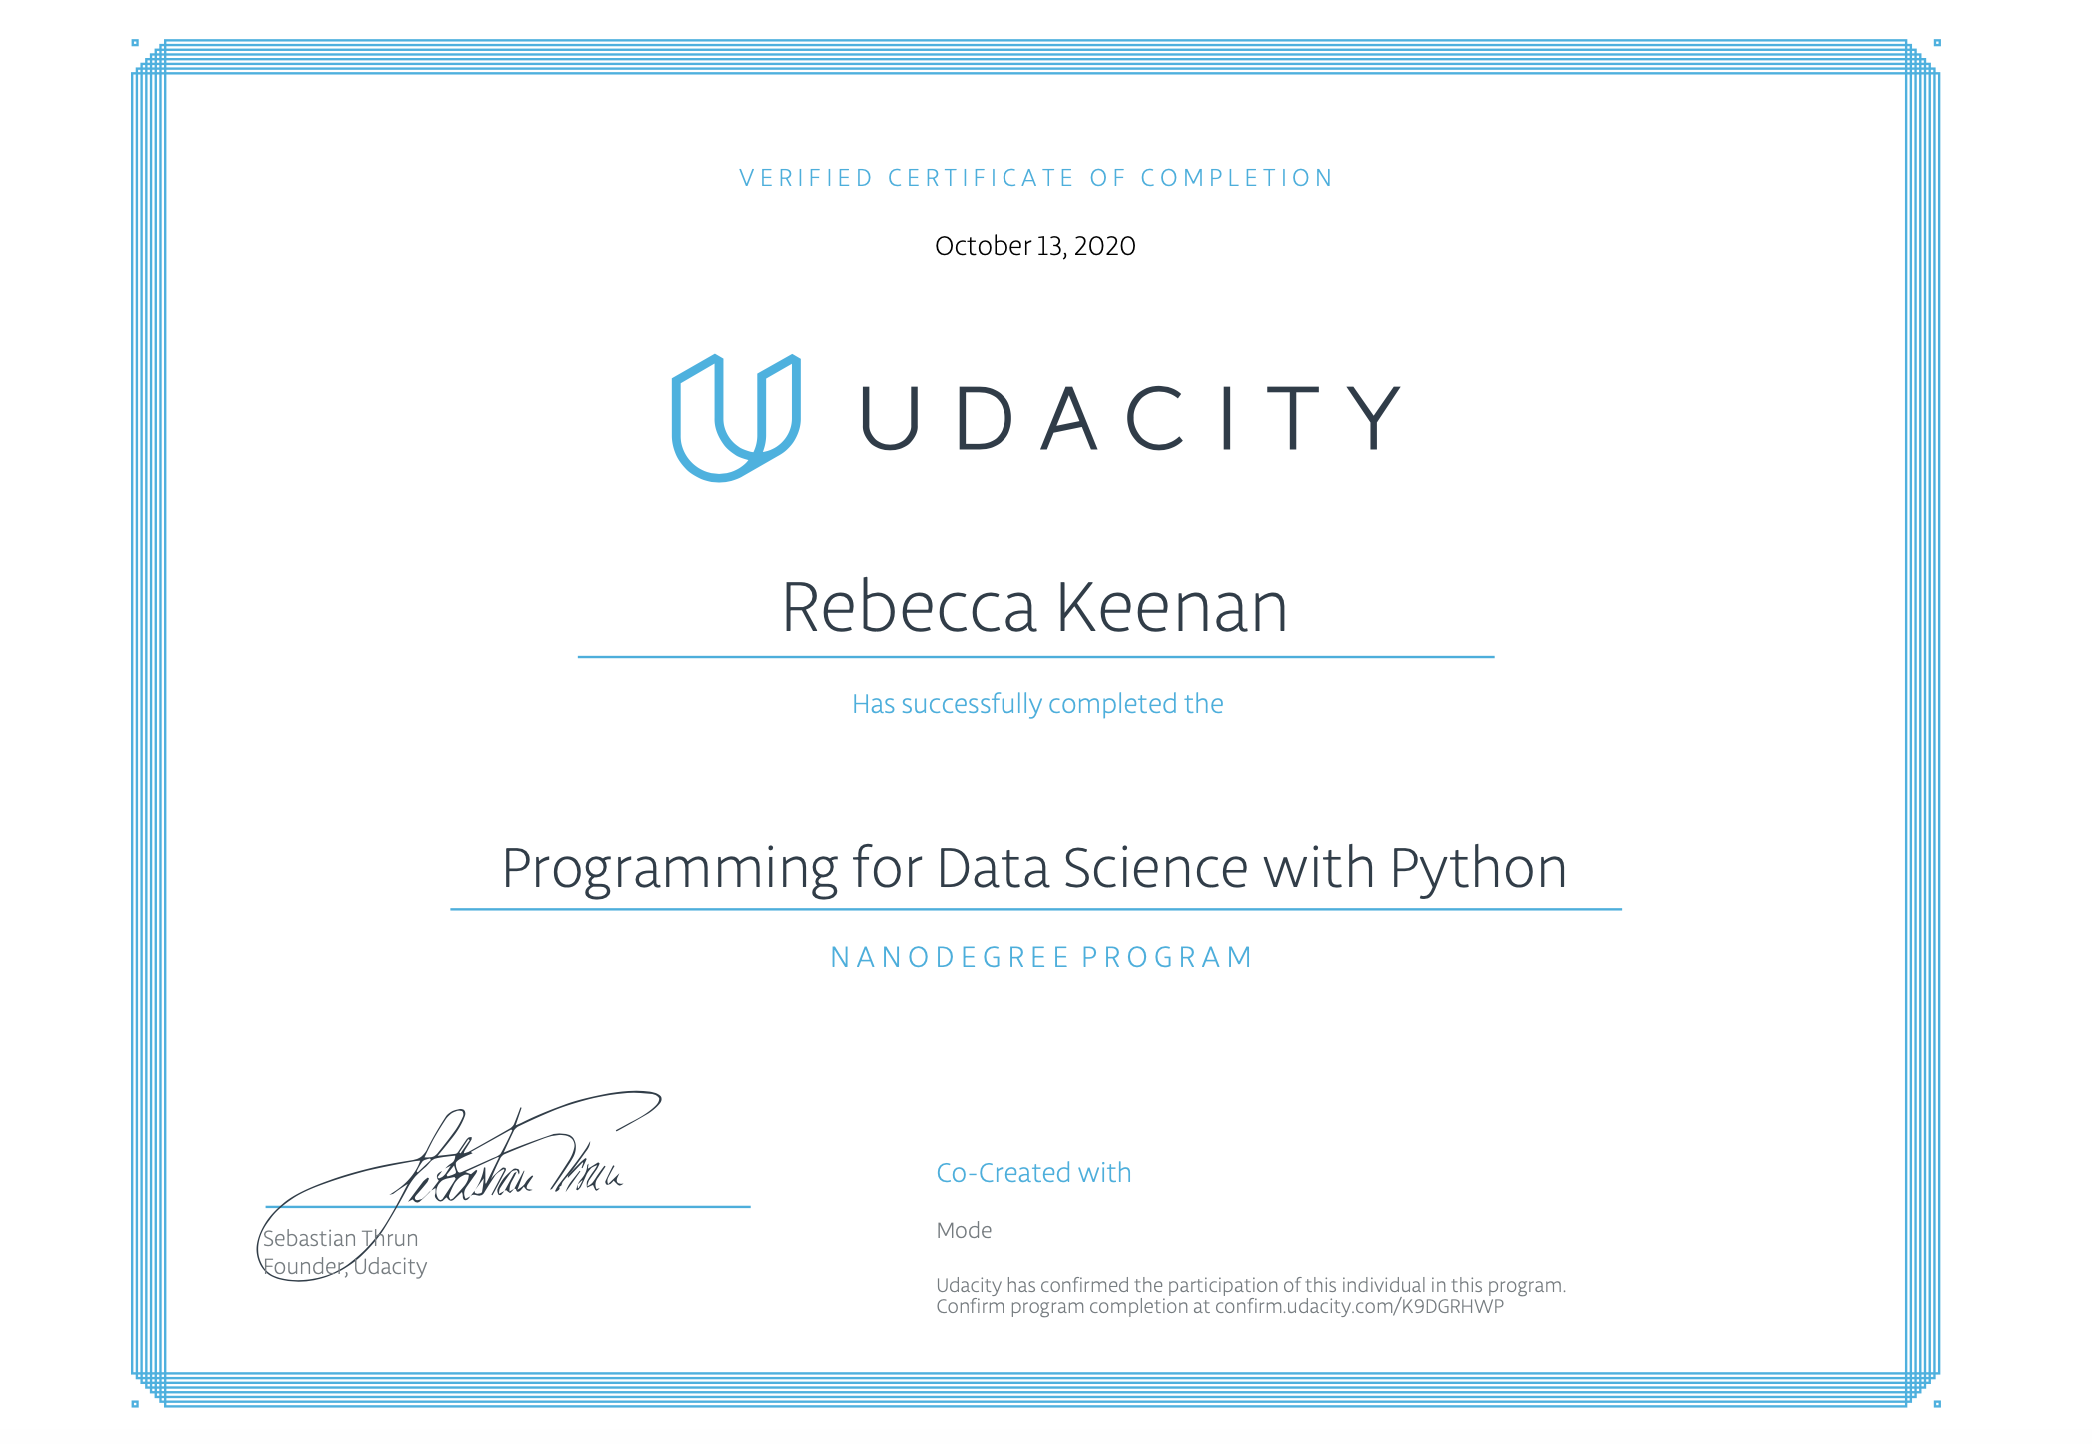 VERIFIED CERTIFICATE OF COMPLETION
October 13, 2020
UDACITY
Rebecca Keenan
Has successfully completed the
Programming for Data Science with Python
NANODEGREE PROGRAM
Sebastian Thrun
Sebastian Thrun
Founder, Udacity
Co-Created with
Mode
Udacity has confirmed the participation of this individual in this program.
Confirm program completion at confirm.udacity.com/K9DGRHWP